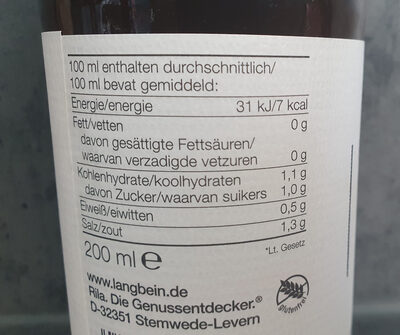 100 ml enthalten durchschnittlich/
100 ml bevat gemiddeld:
Energie/energie 31 kJ/7 kcal
Fett/vetten 0 g
davon gesättigte Fettsäuren/
waarvan verzadigde vetzuren 0 g
Kohlenhydrate/koolhydraten 1,1 g
davon Zucker/waarvan suikers 1,0 g
Eiweiß/eiwitten 0,5 g
Salz/zout 1,3 g
200 ml ℮ *Lt. Gesetz
www.langbein.de
Rila. Die Genussentdecker.®
D-32351 Stemwede-Levern
Glutenfrei